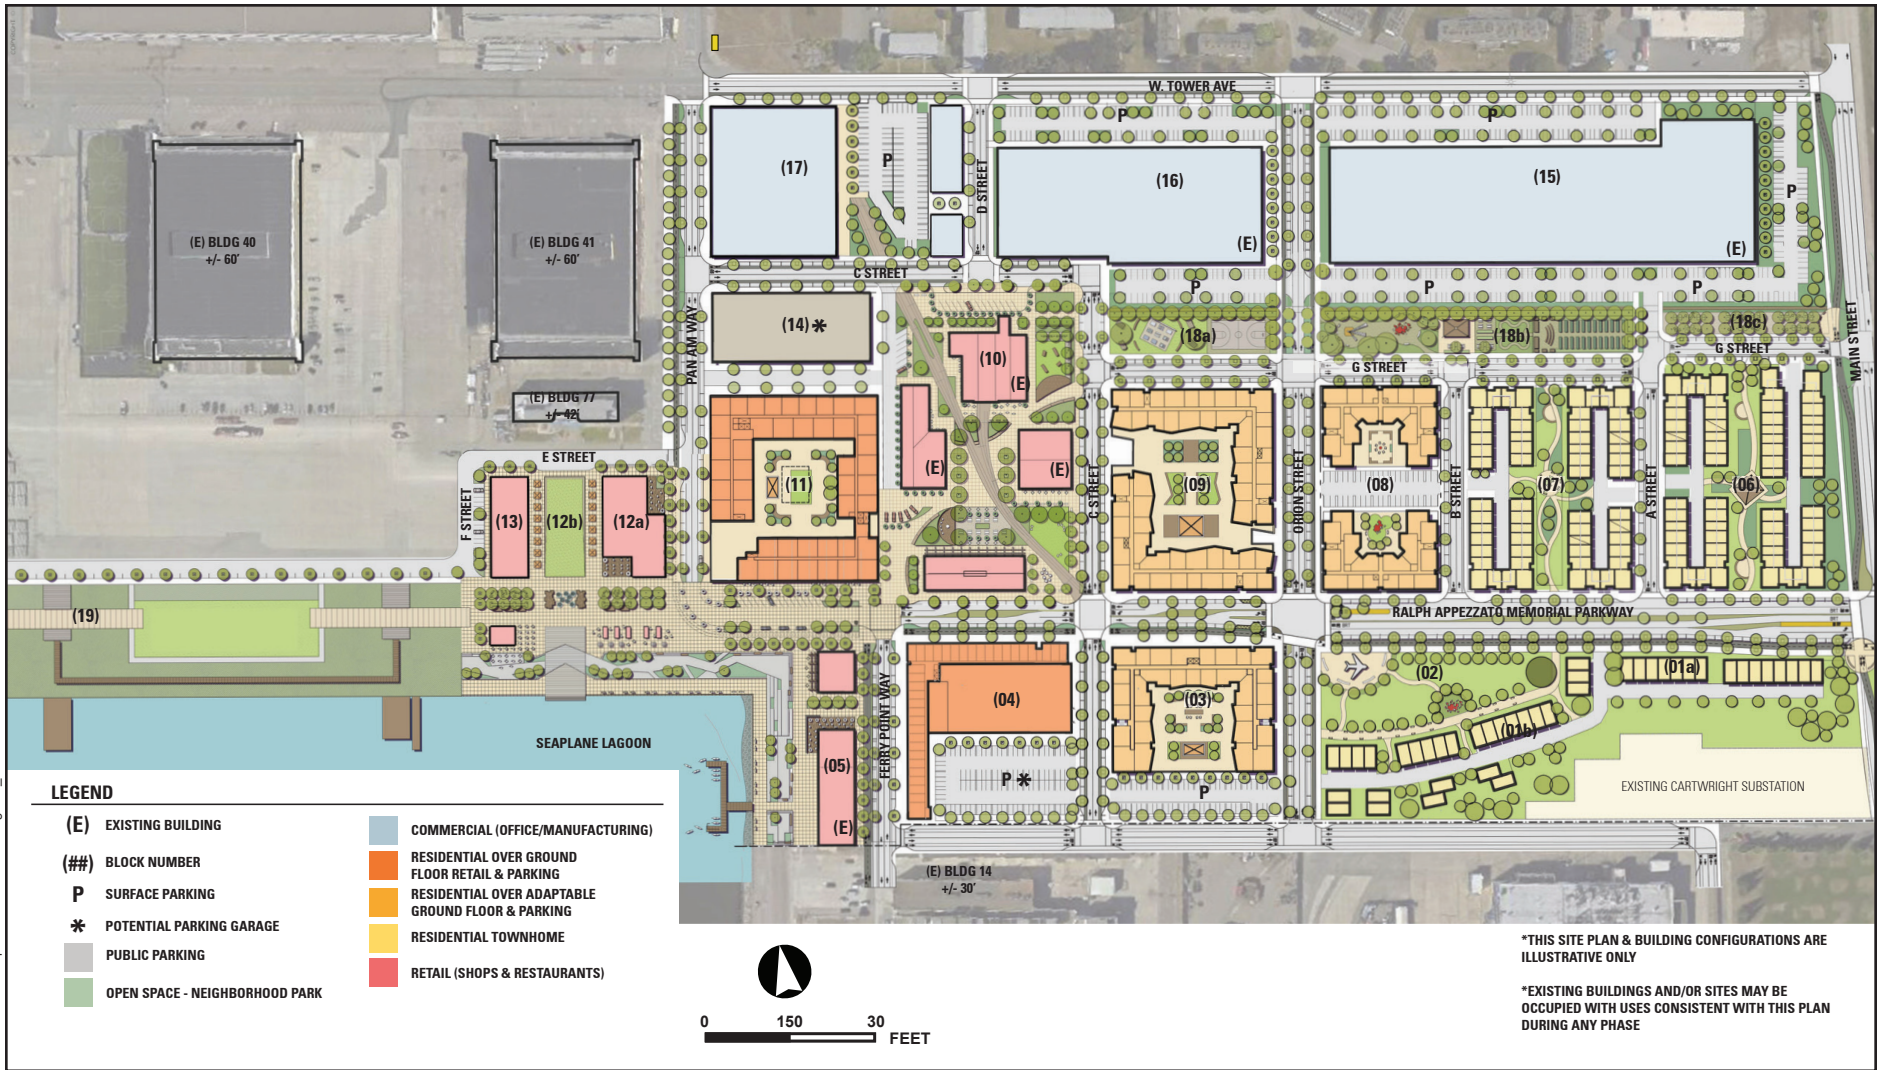 W. TOWER AVE
P
P
(17)
P
D STREET
(16)
(E)
(15)
(E)
P
(E) BLDG 40
+/- 60'
(E) BLDG 41
+/- 60'
C STREET
P
P
P
PAN AM WAY
(14)*
(10)
(E)
(18a)
(18b)
(18c)
G STREET
G STREET
MAIN STREET
(E) BLDG 77
+/- 42'
E STREET
F STREET
(13)
(12b)
(12a)
(11)
(E)
(E)
C STREET
(09)
ORION STREET
(08)
B STREET
(07)
A STREET
(06)
(19)
RALPH APPEZZATO MEMORIAL PARKWAY
SEAPLANE LAGOON
(05)
(E)
FERRY POINT WAY
(04)
P *
(03)
P
(02)
(01a)
(01b)
EXISTING CARTWRIGHT SUBSTATION
(E) BLDG 14
+/- 30'
LEGEND
(E) EXISTING BUILDING
(##) BLOCK NUMBER
P SURFACE PARKING
* POTENTIAL PARKING GARAGE
PUBLIC PARKING
OPEN SPACE - NEIGHBORHOOD PARK
COMMERCIAL (OFFICE/MANUFACTURING)
RESIDENTIAL OVER GROUND
FLOOR RETAIL & PARKING
RESIDENTIAL OVER ADAPTABLE
GROUND FLOOR & PARKING
RESIDENTIAL TOWNHOME
RETAIL (SHOPS & RESTAURANTS)
0 150 30
FEET
*THIS SITE PLAN & BUILDING CONFIGURATIONS ARE
ILLUSTRATIVE ONLY
*EXISTING BUILDINGS AND/OR SITES MAY BE
OCCUPIED WITH USES CONSISTENT WITH THIS PLAN
DURING ANY PHASE